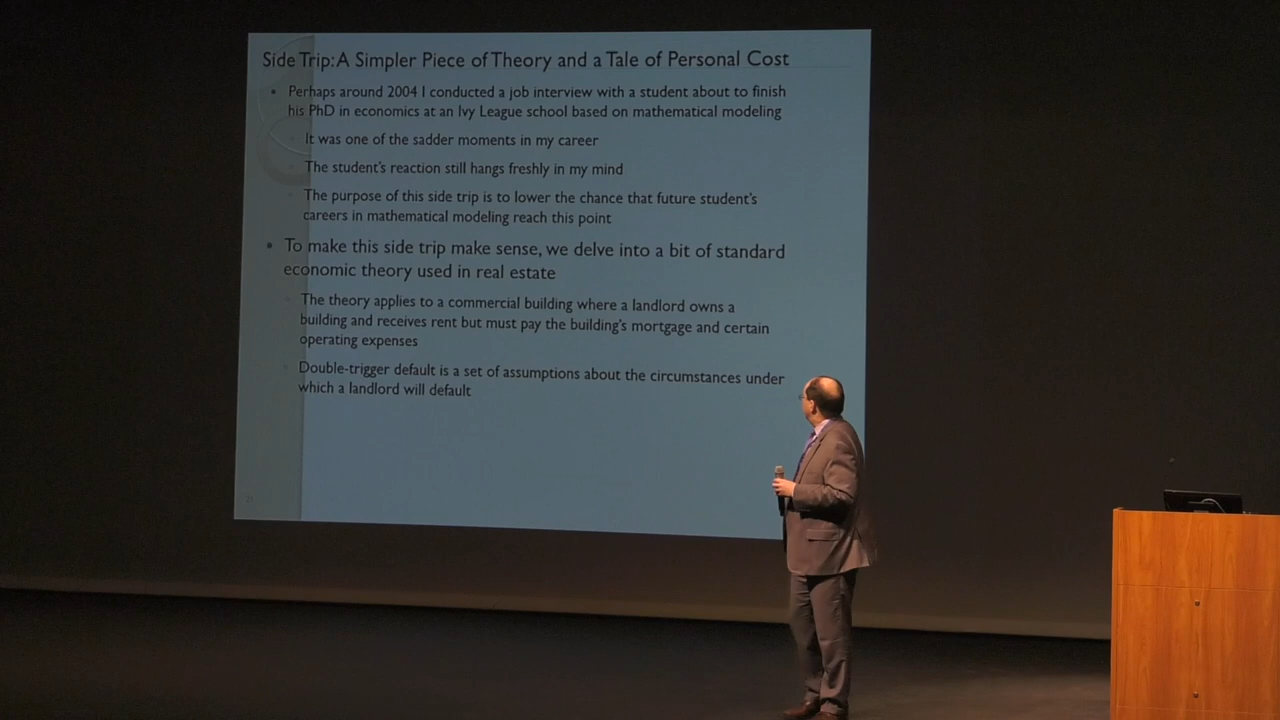 Side Trip: A Simpler Piece of Theory and a Tale of Personal Cost
• Perhaps around 2004 I conducted a job interview with a student about to finish
his PhD in economics at an Ivy League school based on mathematical modeling
It was one of the sadder moments in my career
The student's reaction still hangs freshly in my mind
The purpose of this side trip is to lower the chance that future student's
careers in mathematical modeling reach this point
• To make this side trip make sense, we delve into a bit of standard
economic theory used in real estate
The theory applies to a commercial building where a landlord owns a
building and receives rent but must pay the building's mortgage and certain
operating expenses
Double-trigger default is a set of assumptions about the circumstances under
which a landlord will default